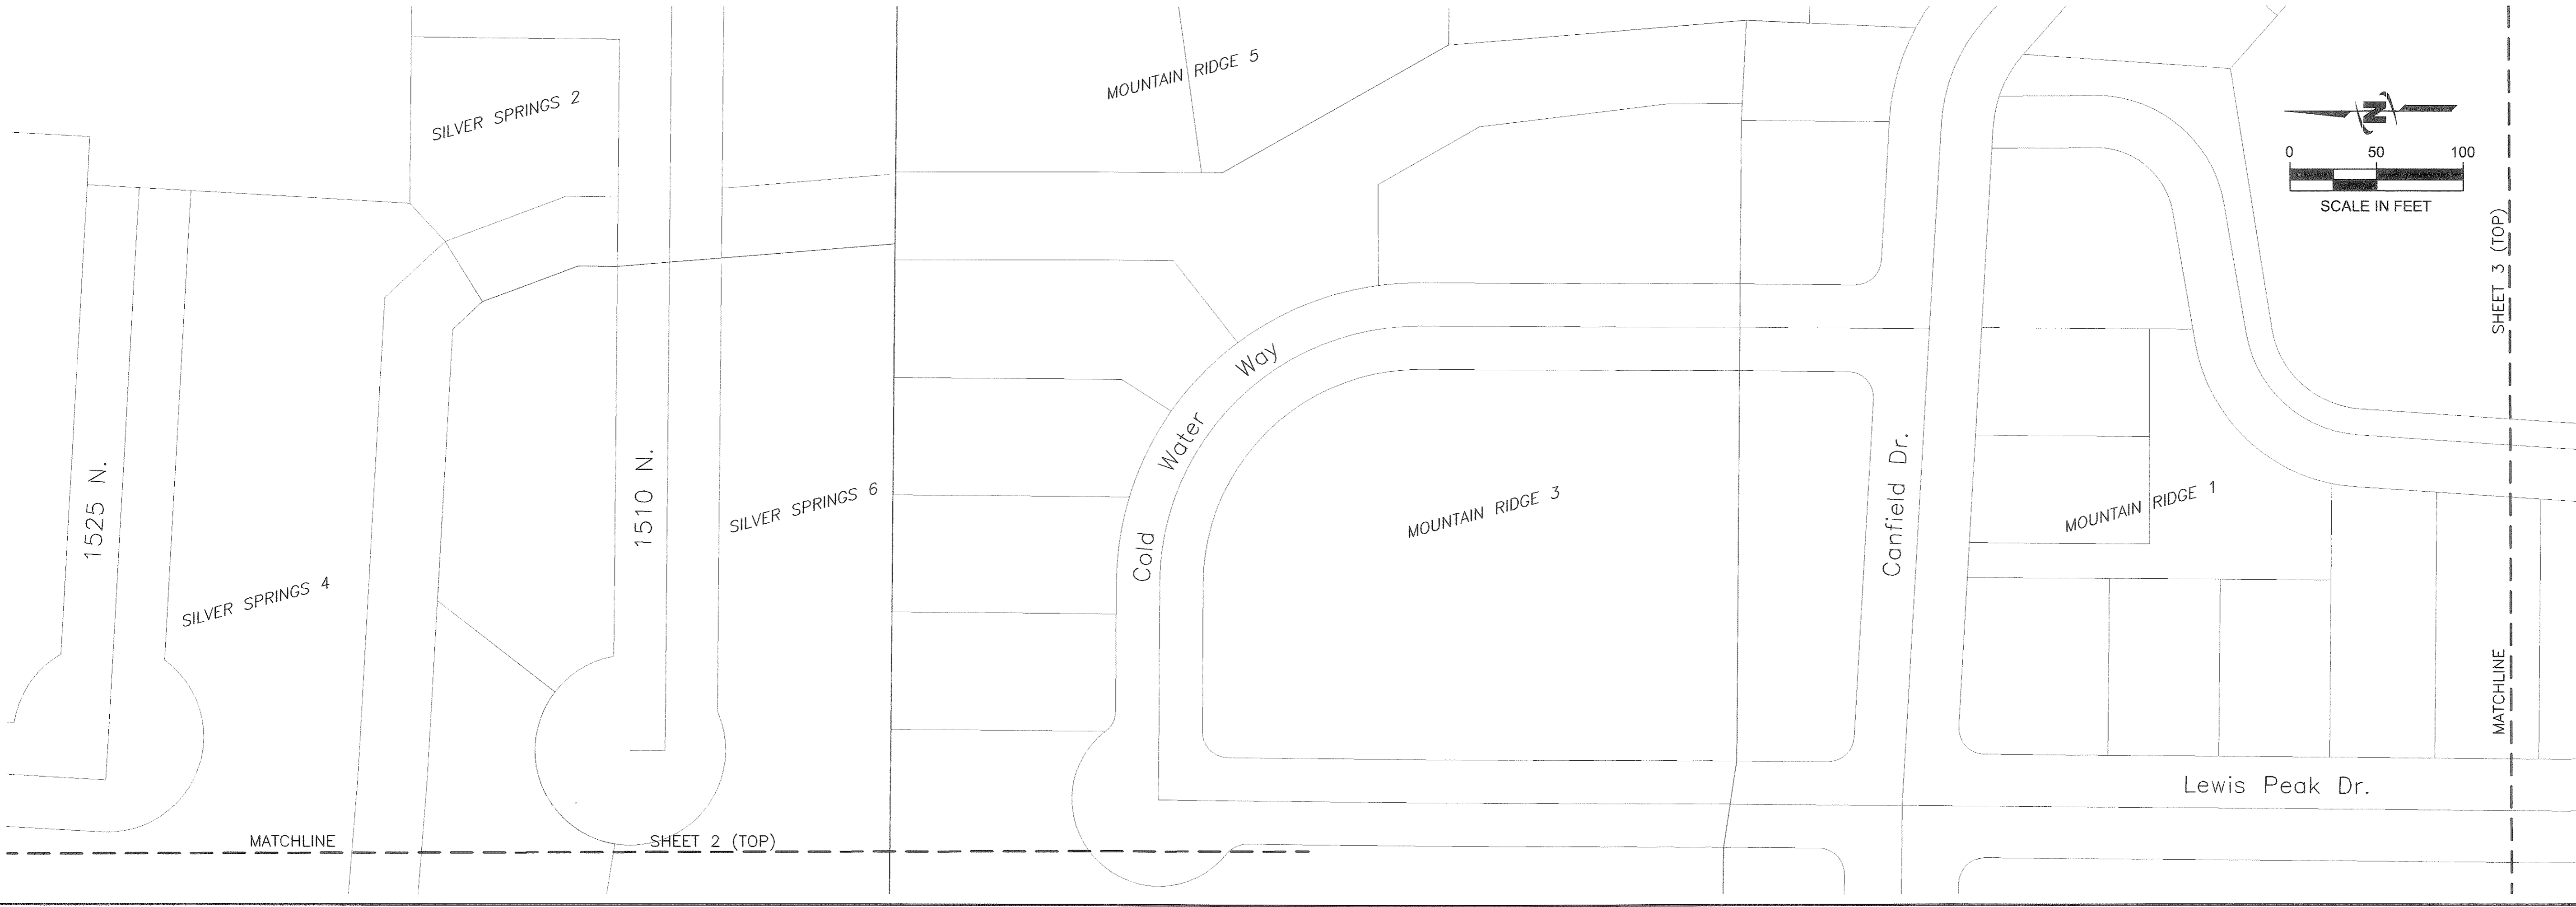 MOUNTAIN RIDGE 5
SILVER SPRINGS 2
N
0 50 100
SCALE IN FEET
SHEET 3 (TOP)
Way
Water
Cold
1525 N.
1510 N.
SILVER SPRINGS 6
MOUNTAIN RIDGE 3
Canfield Dr.
MOUNTAIN RIDGE 1
SILVER SPRINGS 4
MATCHLINE
Lewis Peak Dr.
MATCHLINE
SHEET 2 (TOP)